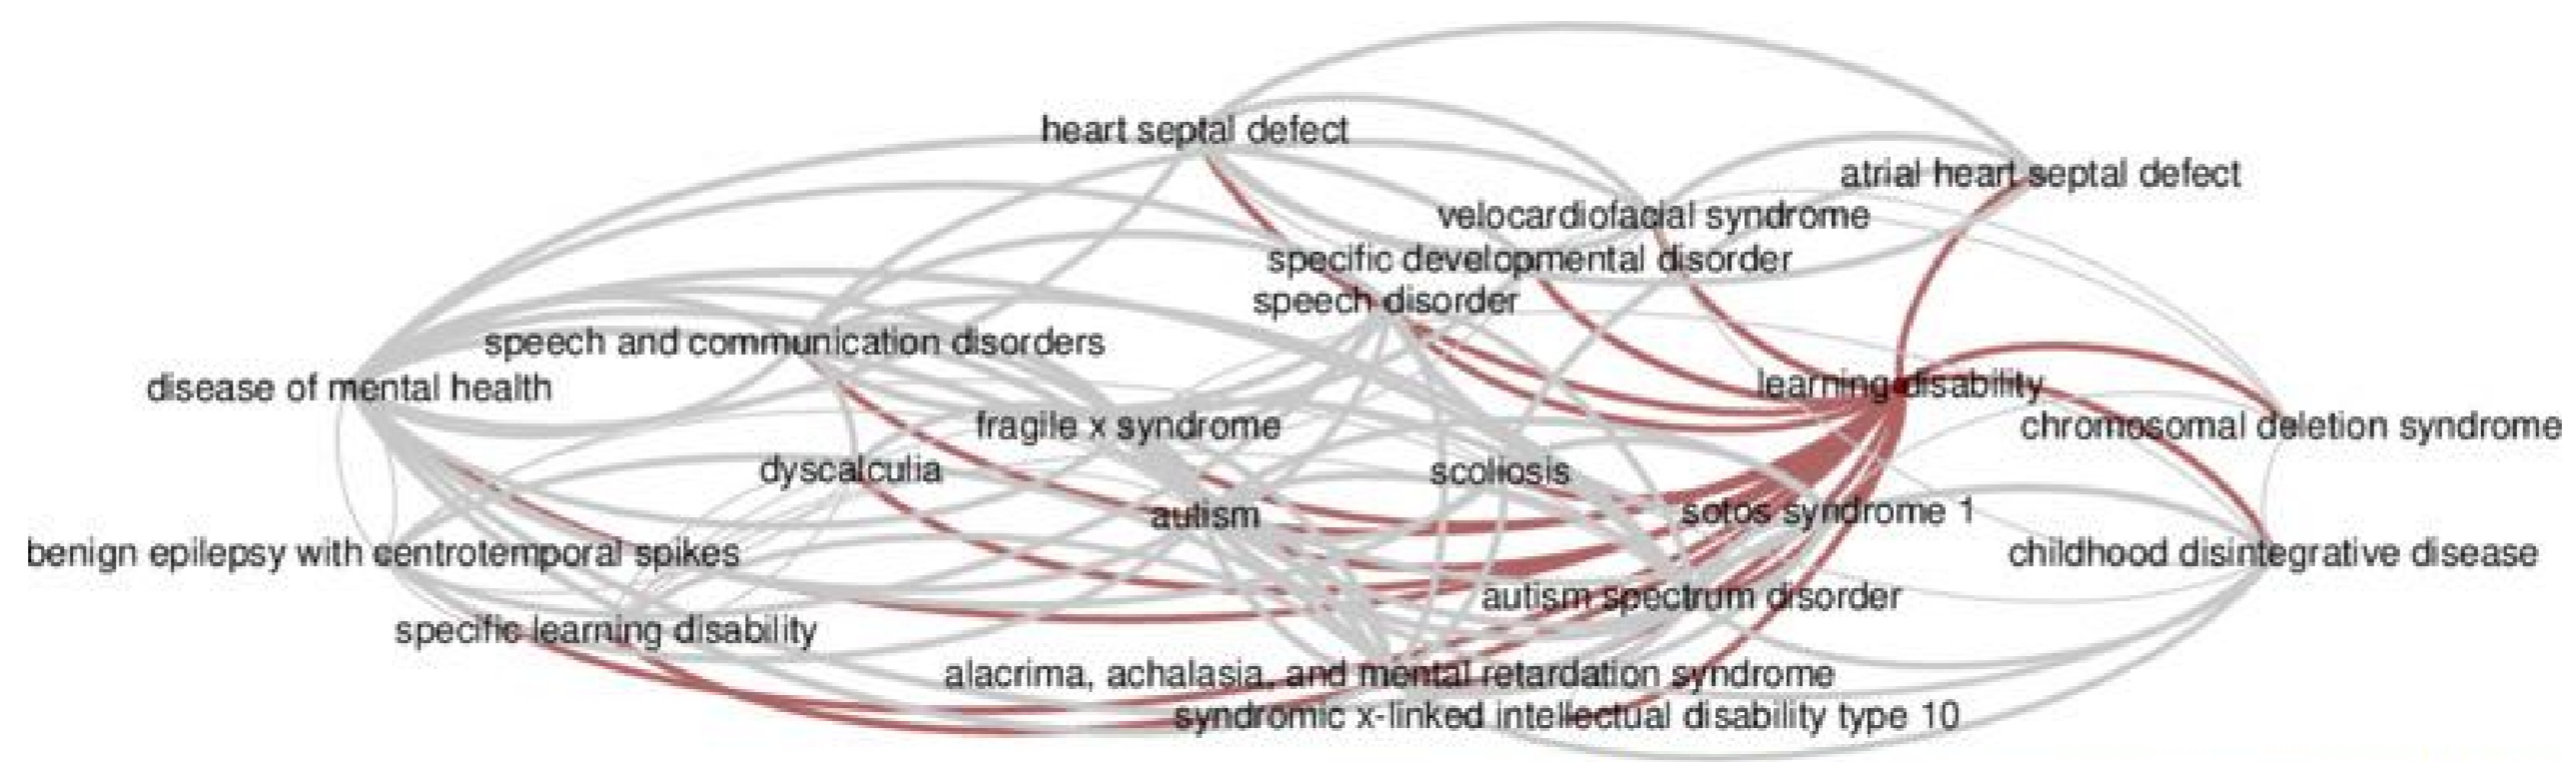 heart septal defect
atrial heart septal defect
velocardiofacial syndrome
specific developmental disorder
speech disorder
speech and communication disorders
disease of mental health
learning disability
fragile x syndrome
chromosomal deletion syndrome
dyscalculia
scoliosis
autism
sotos syndrome 1
benign epilepsy with centrotemporal spikes
childhood disintegrative disease
autism spectrum disorder
specific learning disability
alacrima, achalasia, and mental retardation syndrome
syndromic x-linked intellectual disability type 10